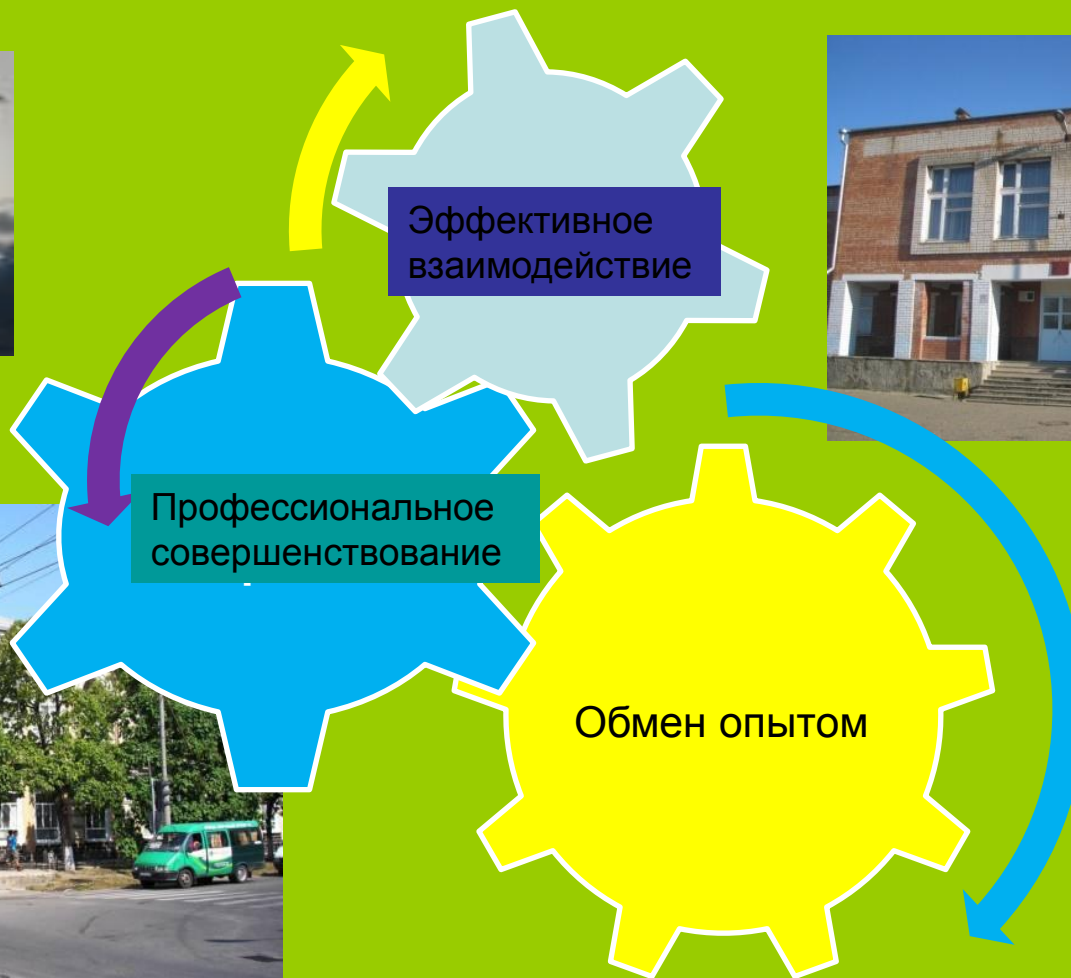 Эффективное
взаимодействие
Профессиональное
совершенствование
Обмен опытом